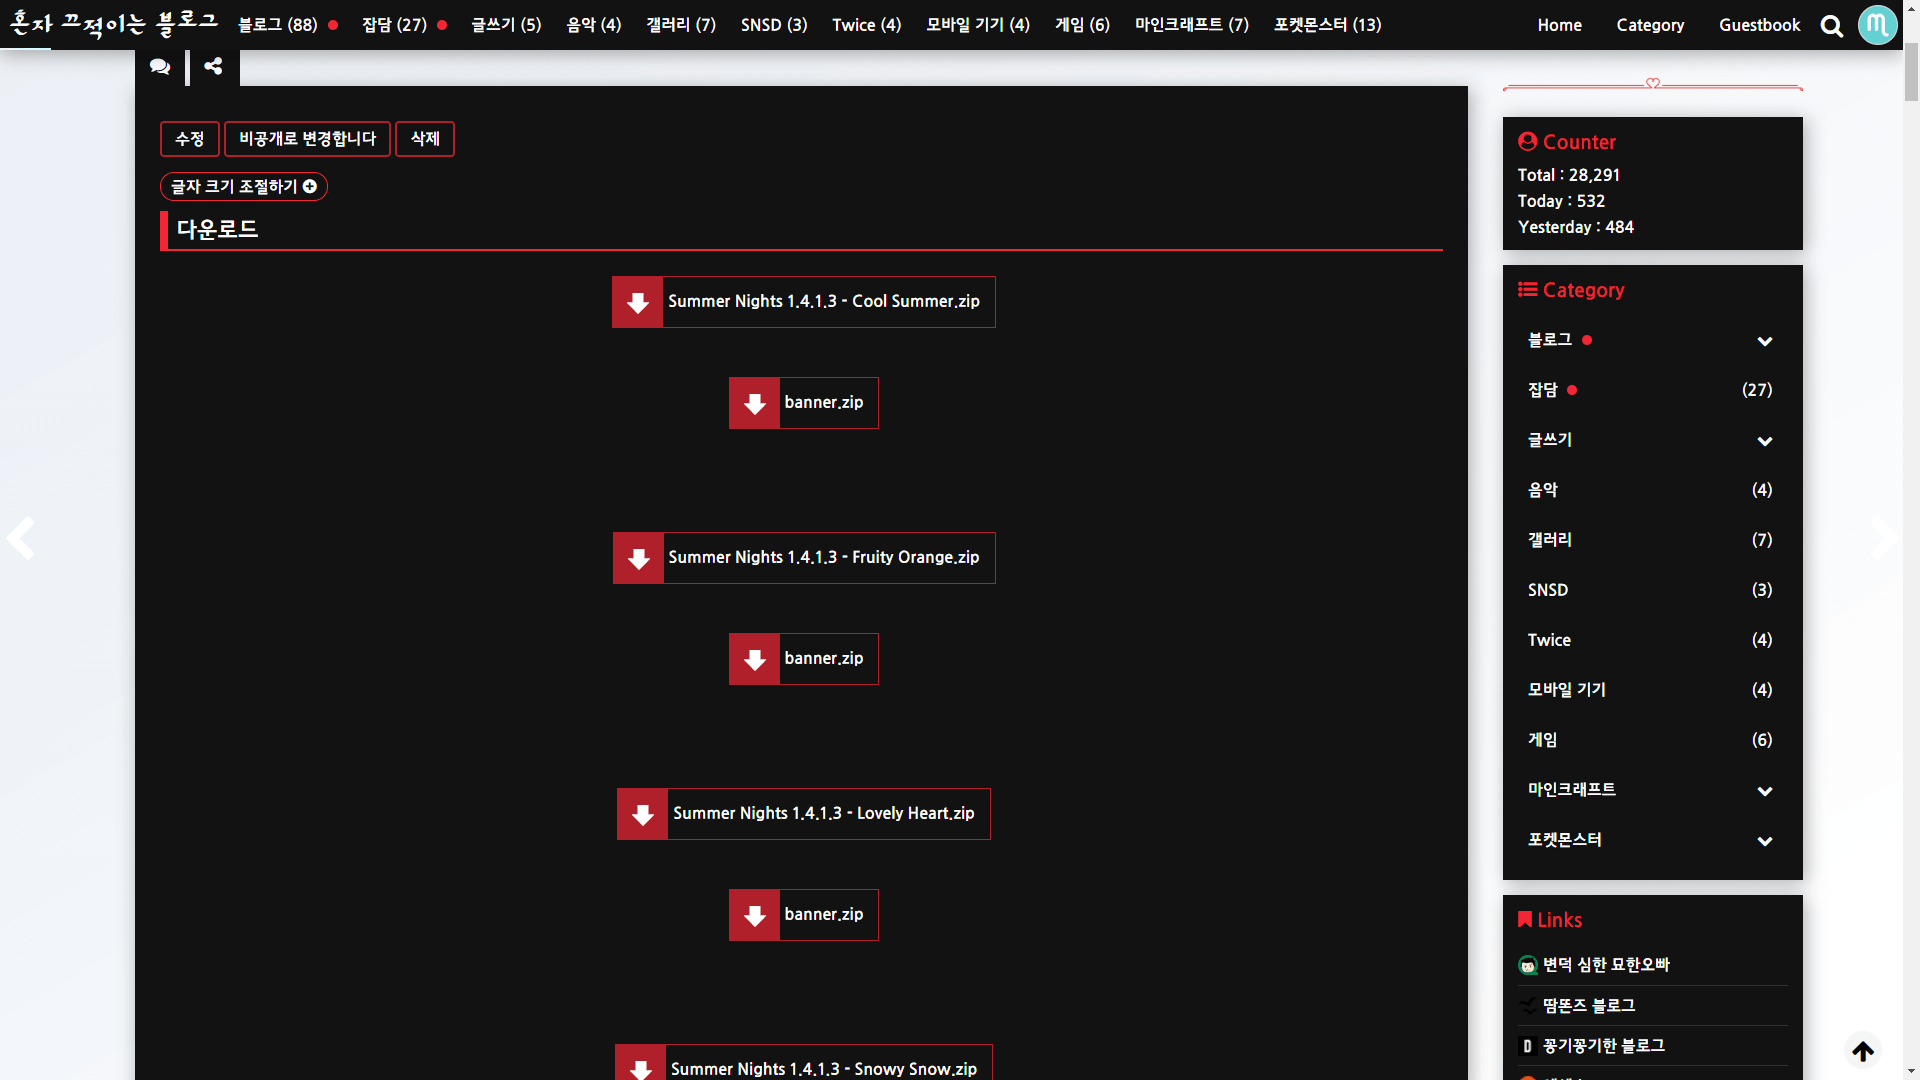 혼자 끄적이는 블로그
블로그 (88)
잡담 (27)
글쓰기 (5)
음악 (4)
갤러리 (7)
SNSD (3)
Twice (4)
모바일 기기 (4)
게임 (6)
마인크래프트 (7)
포켓몬스터 (13)
Home
Category
Guestbook
수정
비공개로 변경합니다
삭제
글자 크기 조절하기
다운로드
Summer Nights 1.4.1.3 - Cool Summer.zip
banner.zip
Summer Nights 1.4.1.3 - Fruity Orange.zip
banner.zip
Summer Nights 1.4.1.3 - Lovely Heart.zip
banner.zip
Summer Nights 1.4.1.3 - Snowy Snow.zip
Counter
Total : 28,291
Today : 532
Yesterday : 484
Category
블로그
잡담 (27)
글쓰기
음악 (4)
갤러리 (7)
SNSD (3)
Twice (4)
모바일 기기 (4)
게임 (6)
마인크래프트
포켓몬스터
Links
변덕 심한 묘한오빠
땀똔즈 블로그
D 꽁기꽁기한 블로그